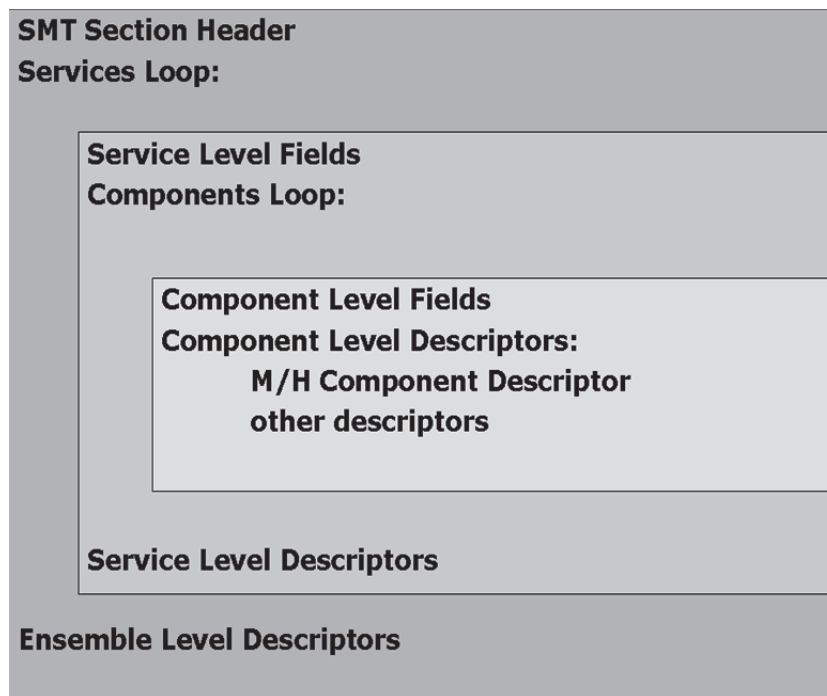 SMT Section Header
Services Loop:
Service Level Fields
Components Loop:
Component Level Fields
Component Level Descriptors:
M/H Component Descriptor
other descriptors
Service Level Descriptors
Ensemble Level Descriptors